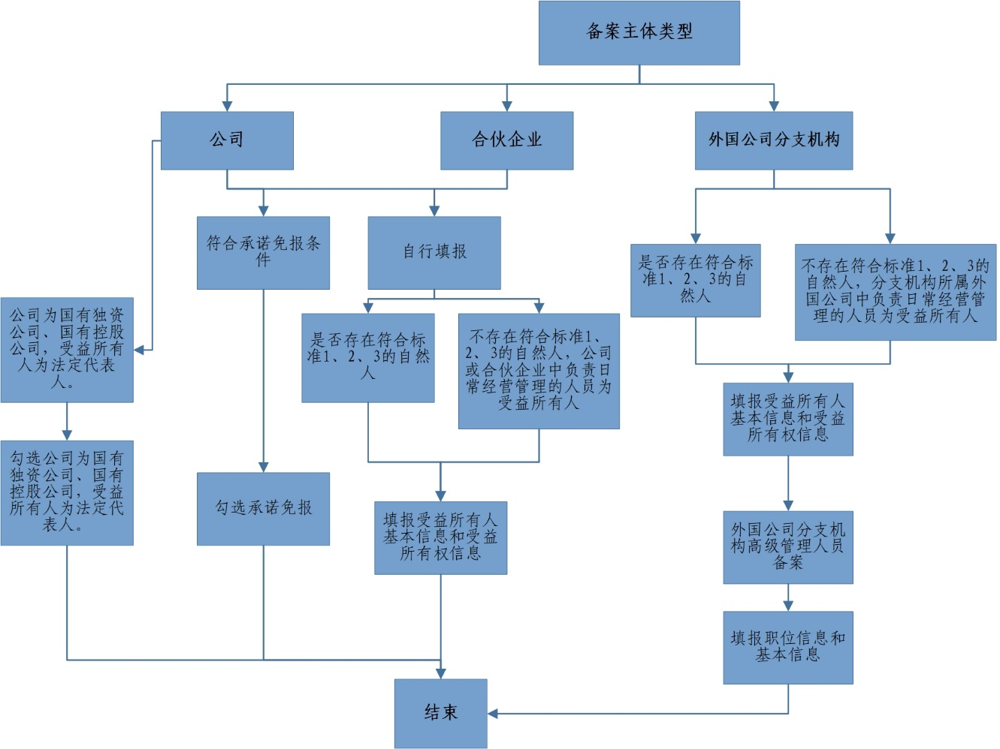 备案主体类型
公司
合伙企业
外国公司分支机构
符合承诺免报条
件
自行填报
是否存在符合标
准1、2、3的自
然人
不存在符合标准1、2、3的
自然人，分支机构所属外
国公司中负责日常经营管
理的人员为受益所有人
公司为国有独资
公司、国有控股
公司，受益所有
人为法定代表
人。
是否存在符合标
准1、2、3的自然
人
不存在符合标准1、
2、3的自然人，公司
或合伙企业中负责日
常经营管理的人员为
受益所有人
填报受益所有人
基本信息和受益
所有权信息
勾选公司为国有
独资公司、国有
控股公司，受益
所有人为法定代
表人。
勾选承诺免报
填报受益所有人
基本信息和受益
所有权信息
外国公司分支机
构高级管理人员
备案
填报职位信息和
基本信息
结束